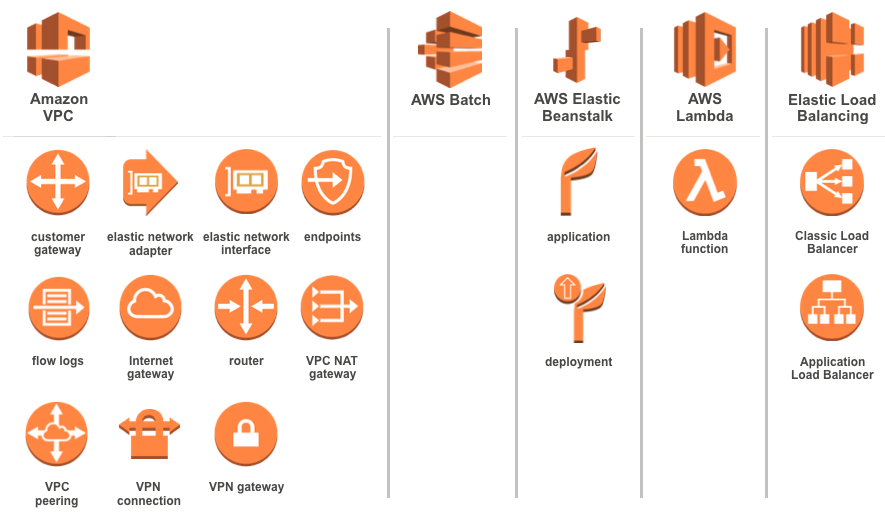 Amazon
VPC
AWS Batch
AWS Elastic
Beanstalk
AWS
Lambda
Elastic Load
Balancing
customer
gateway
elastic network
adapter
elastic network
interface
endpoints
application
Lambda
function
Classic Load
Balancer
flow logs
Internet
gateway
router
VPC NAT
gateway
deployment
Application
Load Balancer
VPC
peering
VPN
connection
VPN gateway